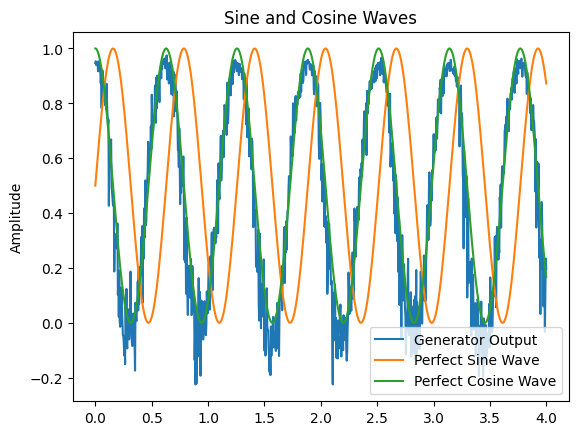 Sine and Cosine Waves
Amplitude
1.0
0.8
0.6
0.4
0.2
0.0
−0.2
0.0 0.5 1.0 1.5 2.0 2.5 3.0 3.5 4.0
Generator Output
Perfect Sine Wave
Perfect Cosine Wave